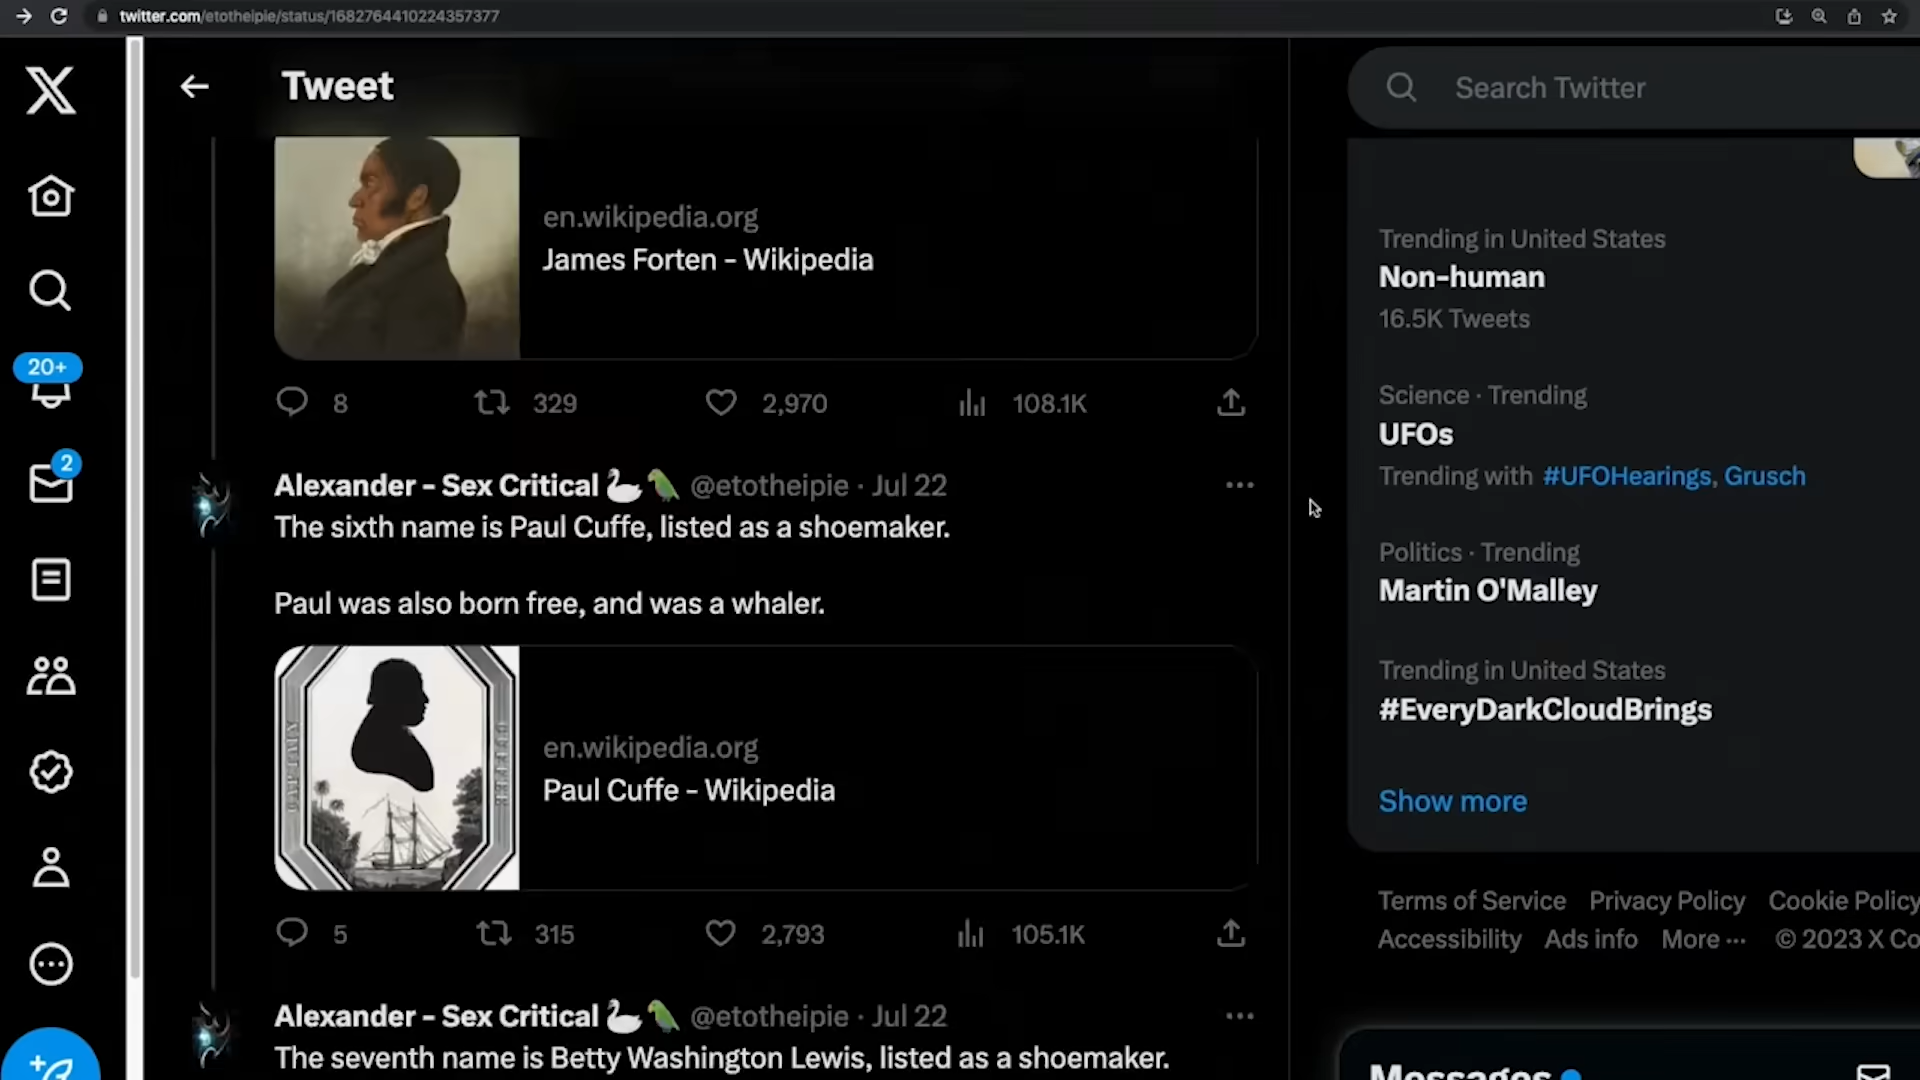 twitter.com/etotheipie/status/1682764410224357377
Tweet
Search Twitter
en.wikipedia.org
James Forten - Wikipedia
8 329 2,970 108.1K
Alexander - Sex Critical 🦢🦜 @etotheipie · Jul 22
The sixth name is Paul Cuffe, listed as a shoemaker.
Paul was also born free, and was a whaler.
en.wikipedia.org
Paul Cuffe - Wikipedia
5 315 2,793 105.1K
Alexander - Sex Critical 🦢🦜 @etotheipie · Jul 22
The seventh name is Betty Washington Lewis, listed as a shoemaker.
20+
2
Trending in United States
Non-human
16.5K Tweets
Science · Trending
UFOs
Trending with #UFOHearings, Grusch
Politics · Trending
Martin O'Malley
Trending in United States
#EveryDarkCloudBrings
Show more
Terms of Service Privacy Policy Cookie Policy
Accessibility Ads info More ··· © 2023 X Co
Messages